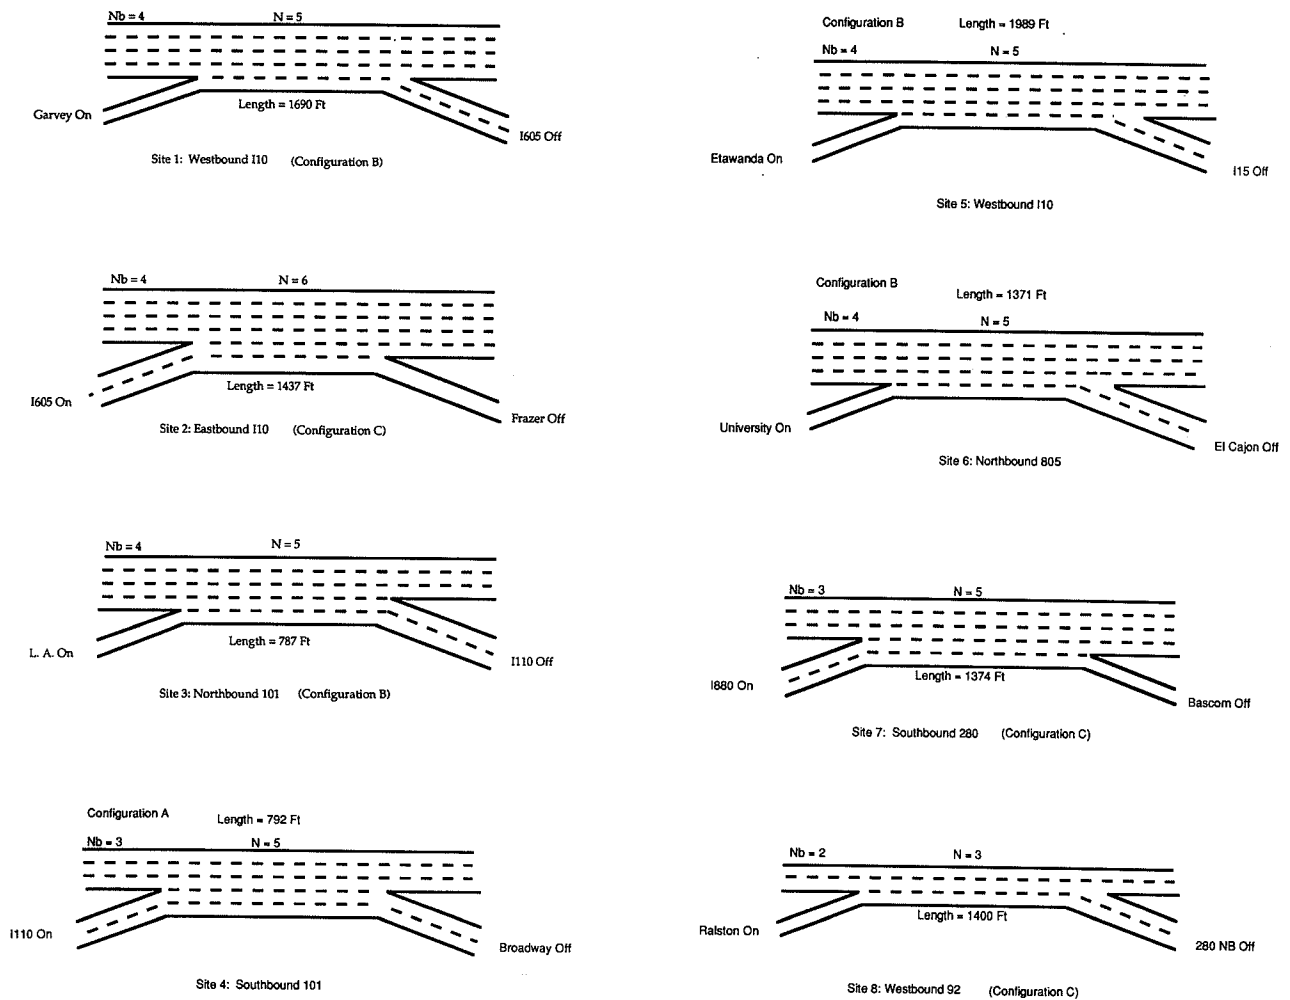 Nb = 4 N = 5
Garvey On
Length = 1690 Ft
I605 Off
Site 1: Westbound I10 (Configuration B)
Nb = 4 N = 6
I605 On
Length = 1437 Ft
Frazer Off
Site 2: Eastbound I10 (Configuration C)
Nb = 4 N = 5
L. A. On
Length = 787 Ft
I110 Off
Site 3: Northbound 101 (Configuration B)
Configuration A Length = 792 Ft
Nb = 3 N = 5
I110 On
Broadway Off
Site 4: Southbound 101
Configuration B Length = 1989 Ft
Nb = 4 N = 5
Etawanda On
I15 Off
Site 5: Westbound I10
Configuration B
Length = 1371 Ft
Nb = 4 N = 5
University On
El Cajon Off
Site 6: Northbound 805
Nb = 3 N = 5
I880 On
Length = 1374 Ft
Bascom Off
Site 7: Southbound 280 (Configuration C)
Nb = 2 N = 3
Ralston On
Length = 1400 Ft
280 NB Off
Site 8: Westbound 92 (Configuration C)